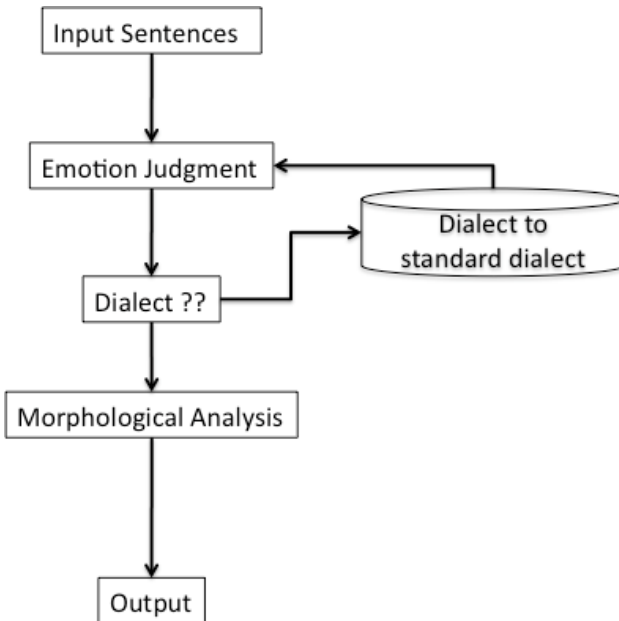 Input Sentences
Emotion Judgment
Dialect to
standard dialect
Dialect ??
Morphological Analysis
Output